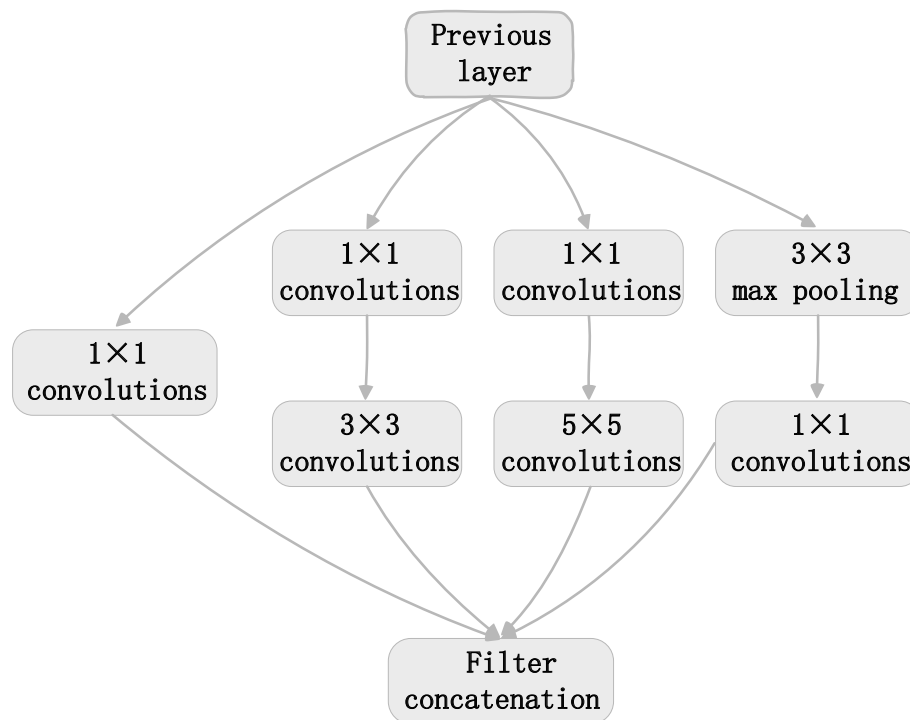 Previous
layer
1×1
convolutions
1×1
convolutions
3×3
max pooling
1×1
convolutions
3×3
convolutions
5×5
convolutions
1×1
convolutions
Filter
concatenation